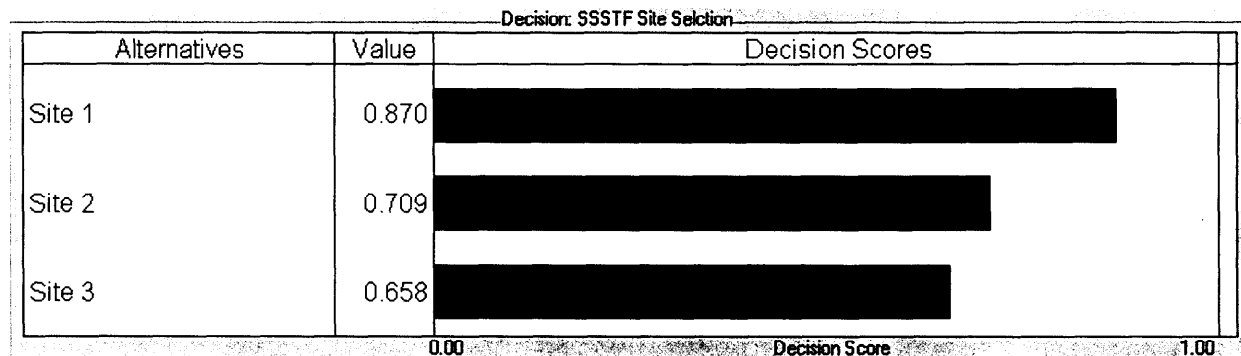 Decision: SSSTF Site Selction
Alternatives Value Decision Scores
Site 1 0.870
Site 2 0.709
Site 3 0.658
0.00 Decision Score 1.00